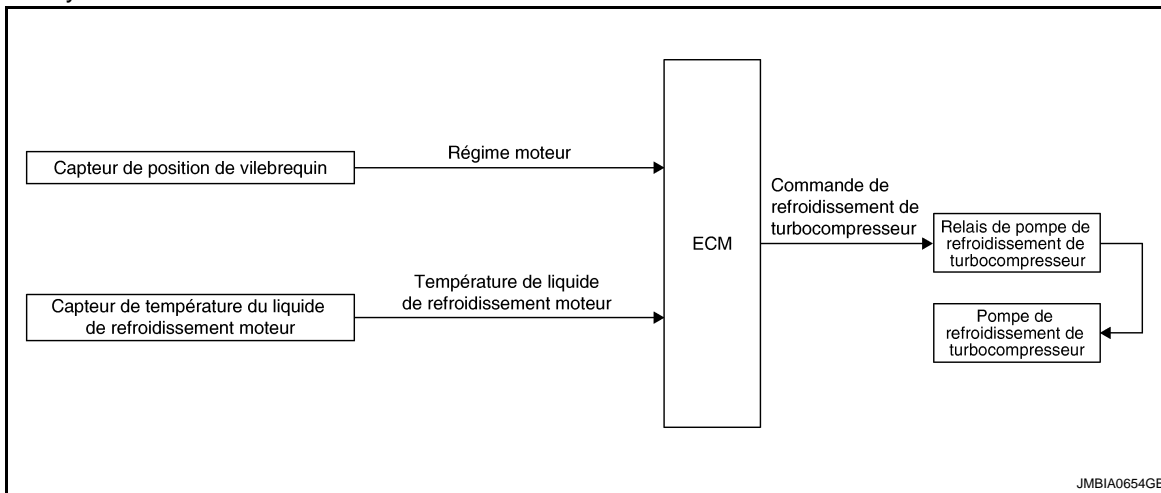 Capteur de position de vilebrequin
Régime moteur
Capteur de température du liquide
de refroidissement moteur
Température de liquide
de refroidissement moteur
ECM
Commande de
refroidissement de
turbocompresseur
Relais de pompe de
refroidissement de
turbocompresseur
Pompe de
refroidissement de
turbocompresseur